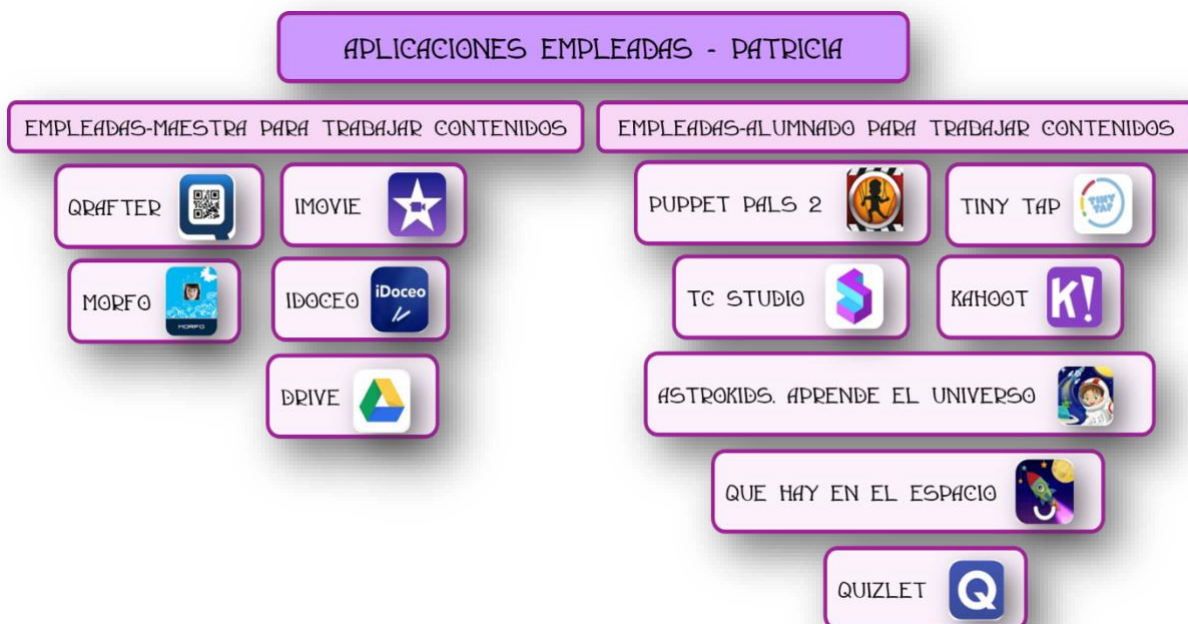 APLICACIONES EMPLEADAS - PATRICIA
EMPLEADAS-MAESTRA PARA TRABAJAR CONTENIDOS
QRAFTER
IMOVIE
MORFO
MORFO
IDOCEO
iDoceo
DRIVE
EMPLEADAS-ALUMNADO PARA TRABAJAR CONTENIDOS
PUPPET PALS 2
TINY TAP
TINY
TAP
TC STUDIO
KAHOOT
K!
ASTROKIDS. APRENDE EL UNIVERSO
QUE HAY EN EL ESPACIO
QUIZLET
Q